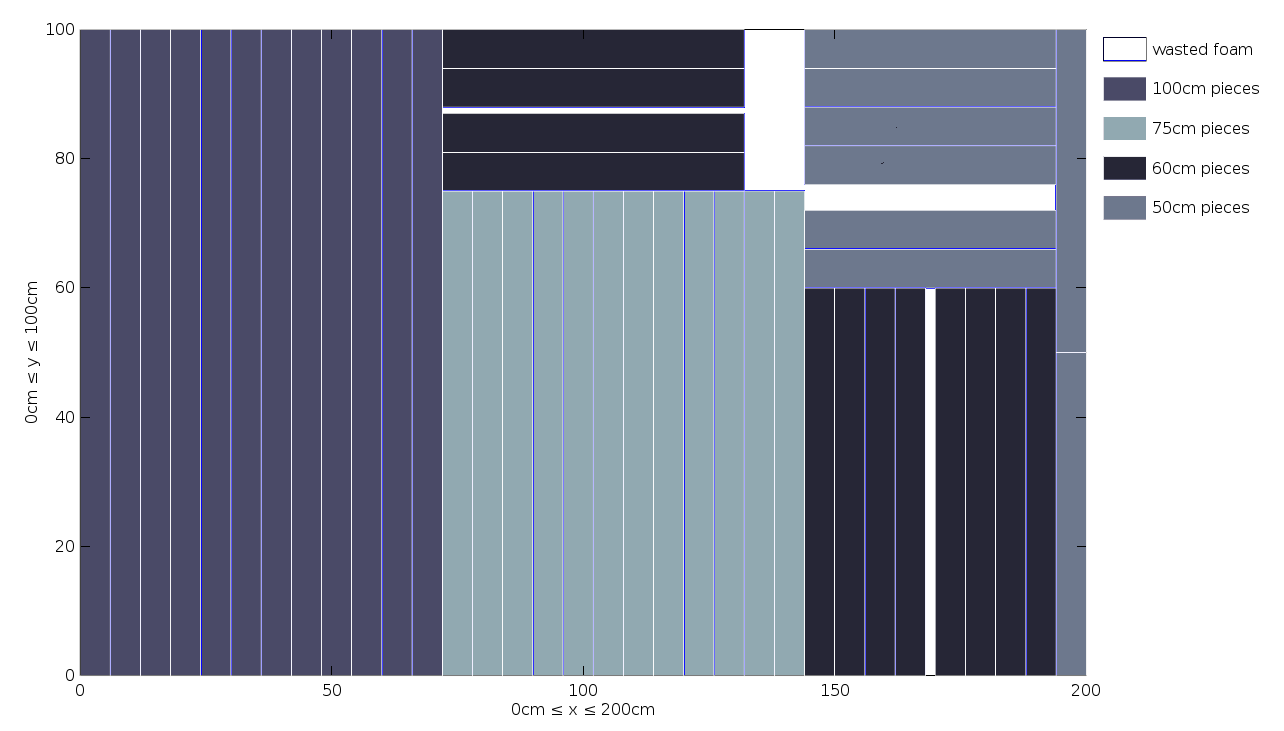 100
80
60
40
20
0
0cm ≤ y ≤ 100cm
0
50
100
150
200
0cm ≤ x ≤ 200cm
wasted foam
100cm pieces
75cm pieces
60cm pieces
50cm pieces